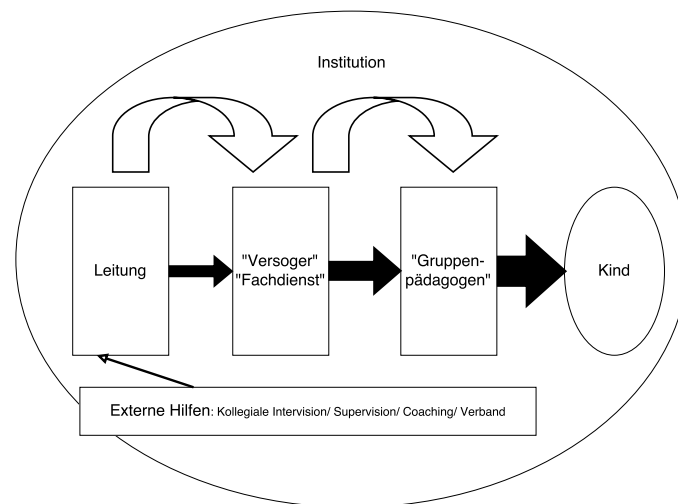 Institution
Leitung
"Versoger"
"Fachdienst"
"Gruppen-
pädagogen"
Kind
Externe Hilfen: Kollegiale Intervision/ Supervision/ Coaching/ Verband